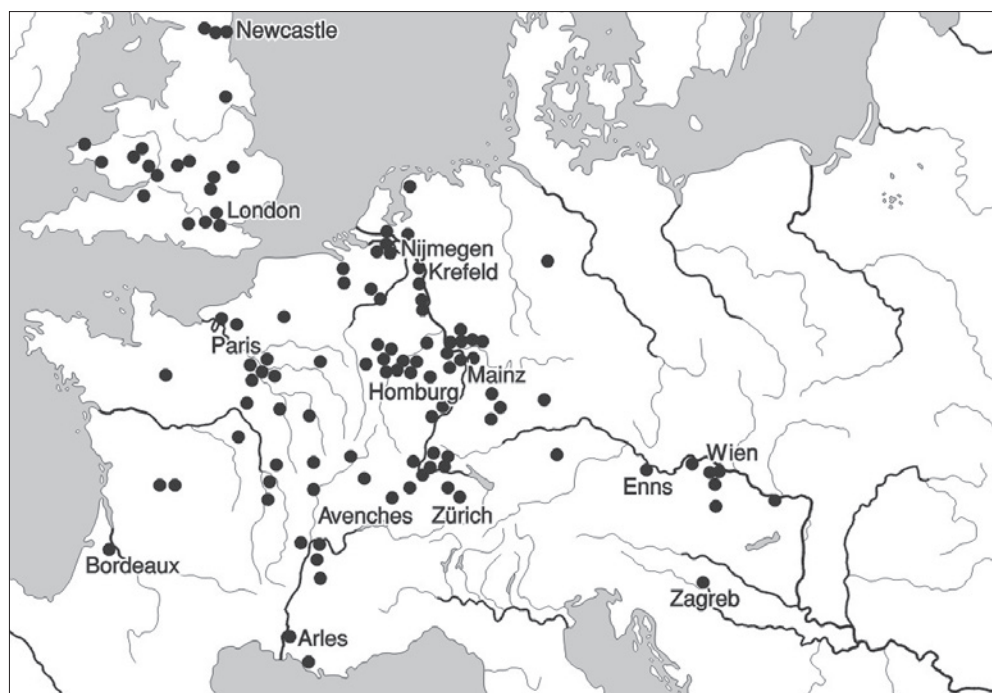 Newcastle
London
Nijmegen
Krefeld
Paris
Mainz
Homburg
Wien
Enns
Avenches
Zürich
Bordeaux
Zagreb
Arles